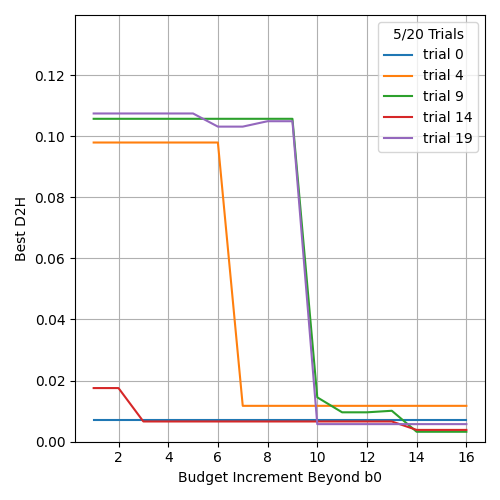 5/20 Trials
trial 0
trial 4
trial 9
trial 14
trial 19
0.12
0.10
0.08
0.06
0.04
0.02
0.00
Best D2H
2 4 6 8 10 12 14 16
Budget Increment Beyond b0